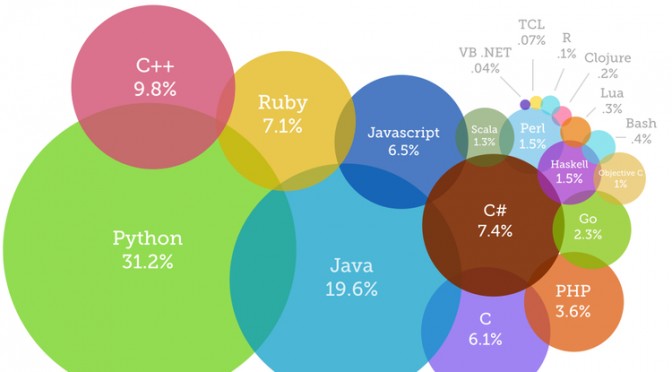 C++
9.8%
Ruby
7.1%
Javascript
6.5%
Python
31.2%
Java
19.6%
C#
7.4%
C
6.1%
PHP
3.6%
Go
2.3%
Scala
1.3%
Perl
1.5%
Haskell
1.5%
Objective C
1%
VB .NET
.04%
TCL
.07%
R
.1%
Clojure
.2%
Lua
.3%
Bash
.4%